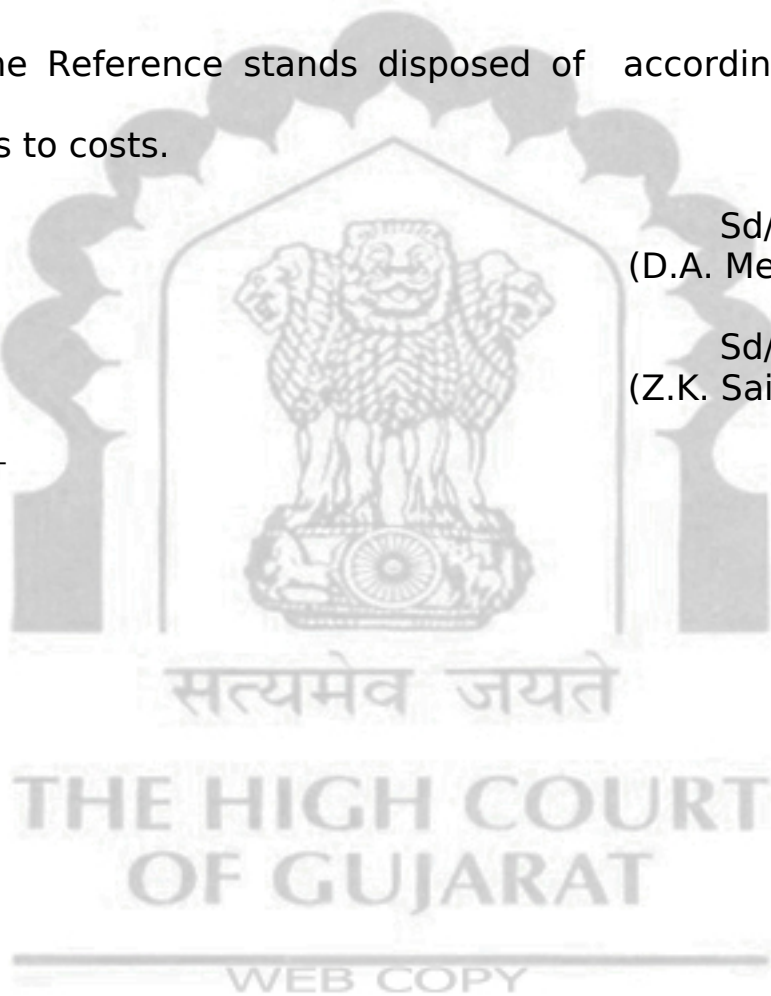 ne Reference stands disposed of accordin
s to costs.
Sd/
(D.A. Me
Sd/
(Z.K. Sai
सत्यमेव जयते
THE HIGH COURT
OF GUJARAT
WEB COPY